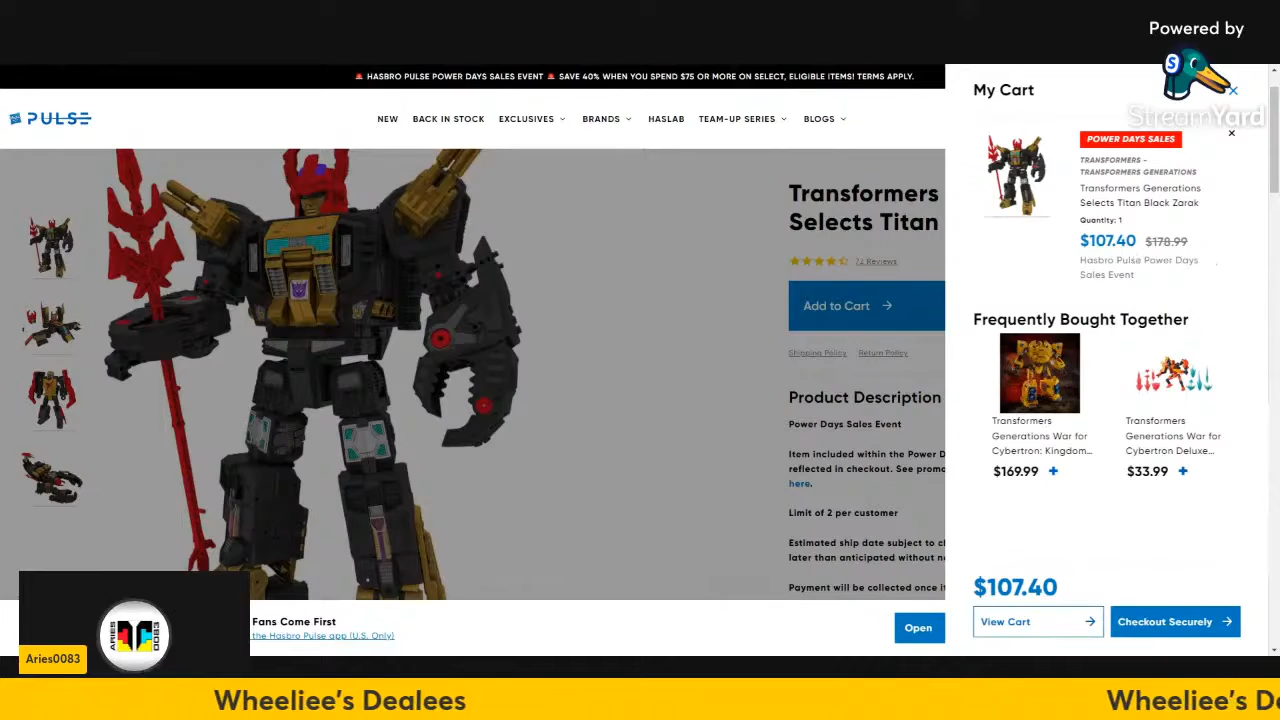 Powered by
StreamYard
🚨 HASBRO PULSE POWER DAYS SALES EVENT 🚨 SAVE 40% WHEN YOU SPEND $75 OR MORE ON SELECT, ELIGIBLE ITEMS! TERMS APPLY.
PULSE
NEW BACK IN STOCK EXCLUSIVES BRANDS HASLAB TEAM-UP SERIES BLOGS
Transformers
Selects Titan
72 Reviews
Add to Cart →
Shipping Policy Return Policy
Product Description
Power Days Sales Event
Item included within the Power D
reflected in checkout. See promo
here.
Limit of 2 per customer
Estimated ship date subject to
later than anticipated without
Payment will be collected once
My Cart
POWER DAYS SALES
TRANSFORMERS -
TRANSFORMERS GENERATIONS
Transformers Generations
Selects Titan Black Zarak
Quantity: 1
$107.40 $178.99
Hasbro Pulse Power Days
Sales Event
Frequently Bought Together
Transformers
Generations War for
Cybertron: Kingdom...
$169.99 +
Transformers
Generations War for
Cybertron Deluxe...
$33.99 +
$107.40
View Cart →
Checkout Securely →
Fans Come First
the Hasbro Pulse app (U.S. Only)
Open
ARIES
0083
Aries0083
Wheeliee's Dealees
Wheeliee's De